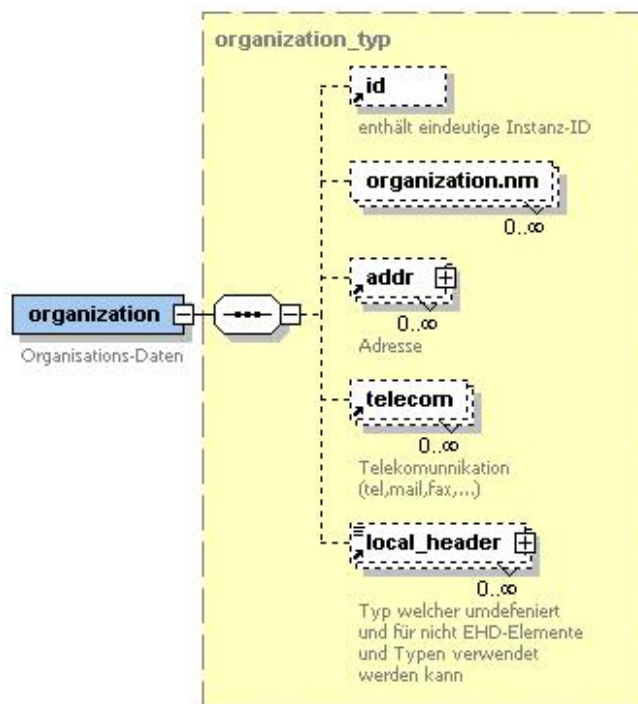 organization_typ
id
enthält eindeutige Instanz-ID
organization.nm
0..∞
addr
0..∞
Adresse
organization
Organisations-Daten
telecom
0..∞
Telekomunnikation
(tel,mail,fax,...)
local_header
0..∞
Typ welcher umdefeniert
und für nicht EHD-Elemente
und Typen verwendet
werden kann